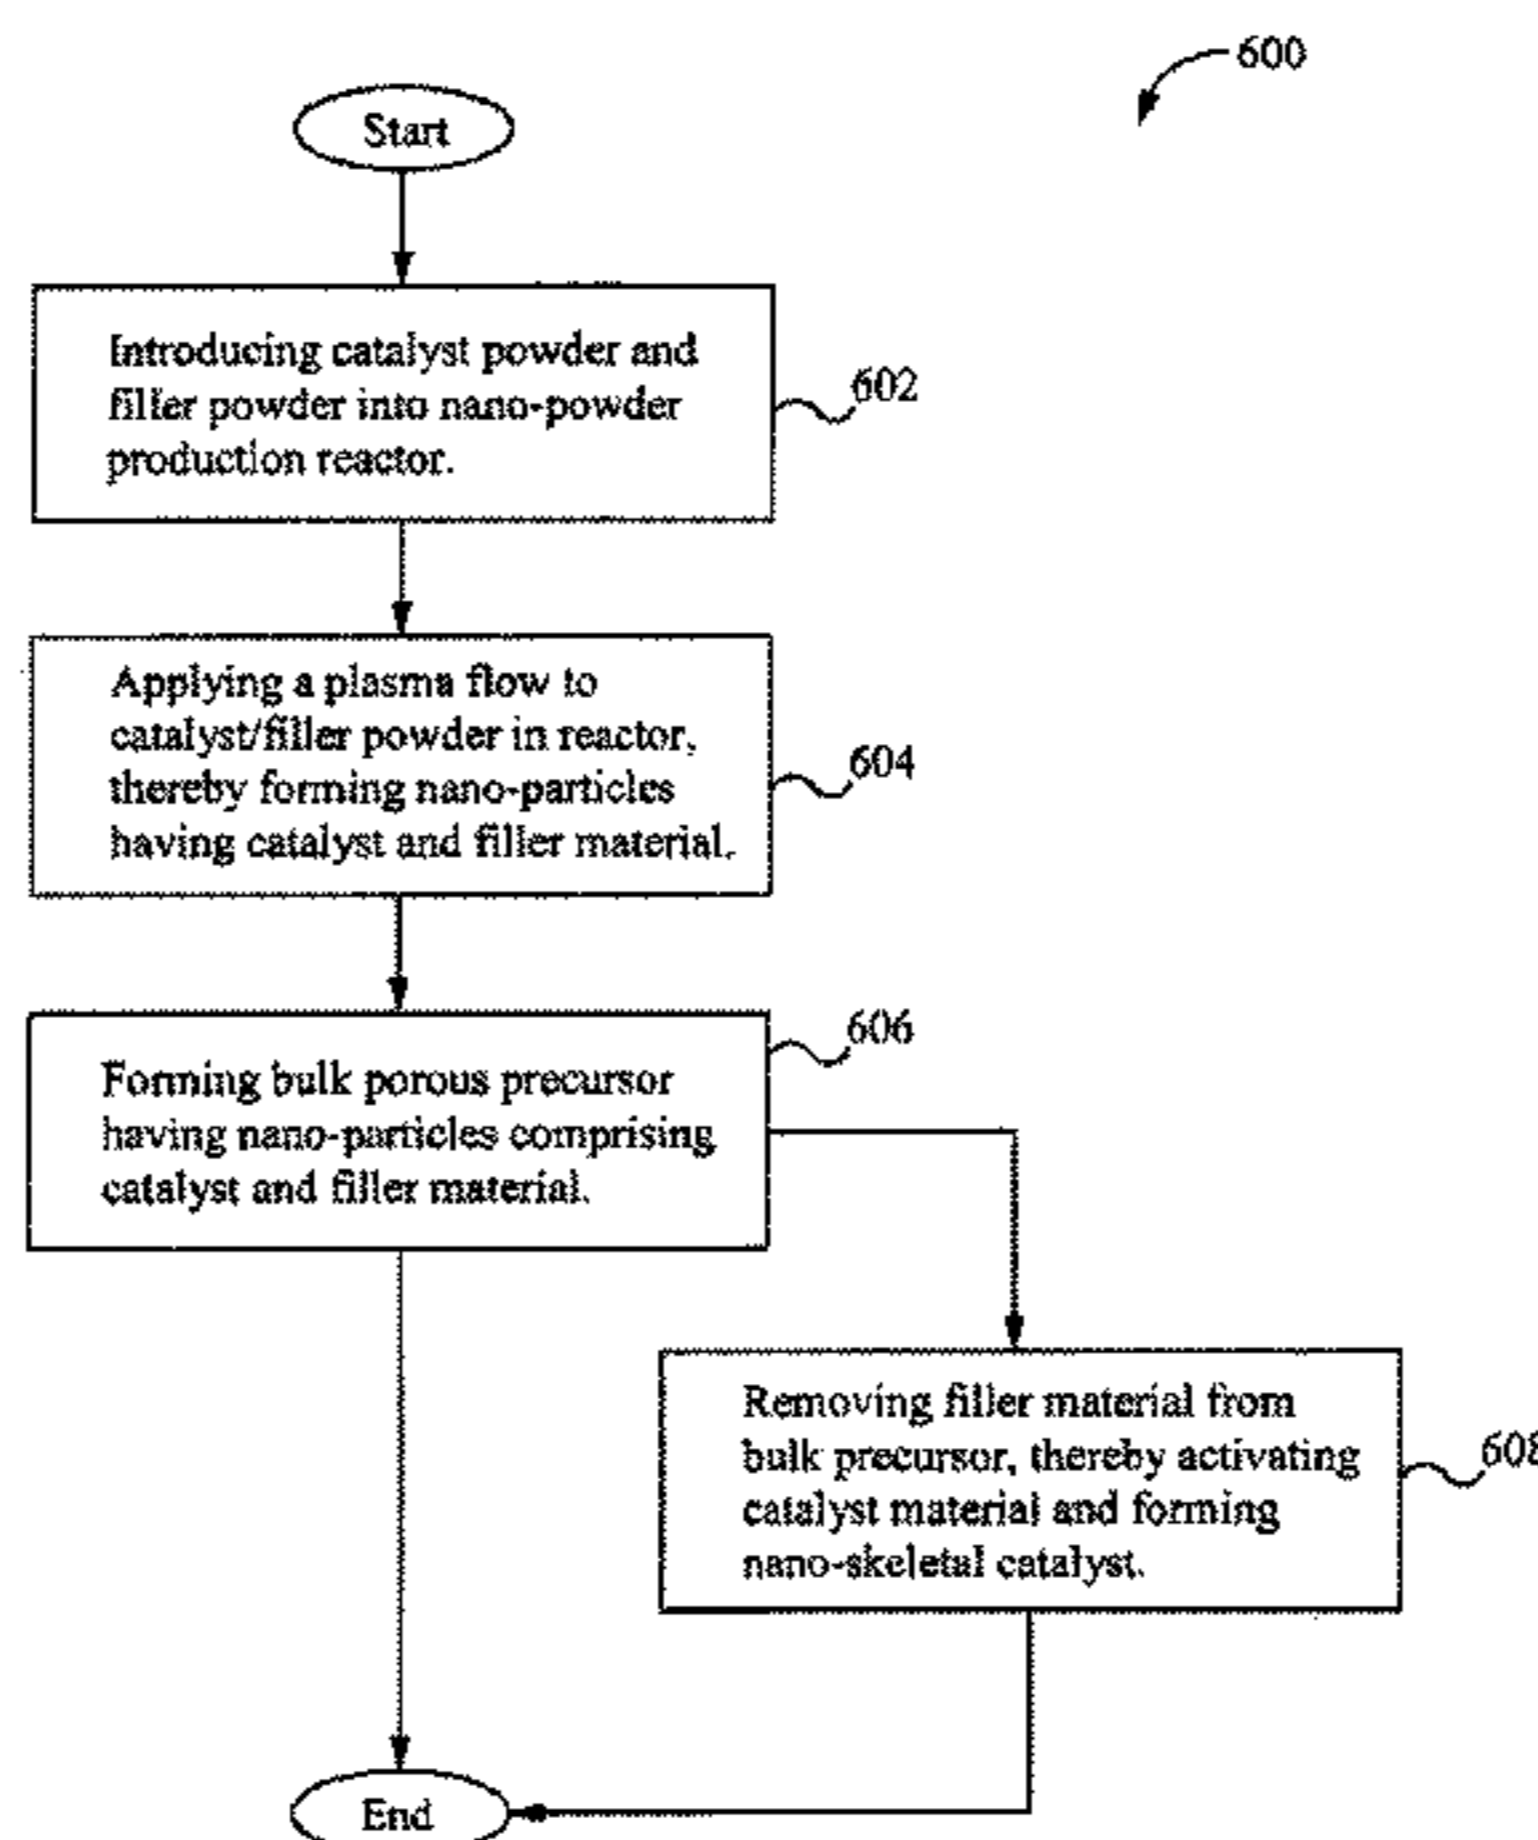 600
Start
Introducing catalyst powder and
filler powder into nano-powder
production reactor.
602
Applying a plasma flow to
catalyst/filler powder in reactor,
thereby forming nano-particles
having catalyst and filler material.
604
Forming bulk porous precursor
having nano-particles comprising
catalyst and filler material.
606
Removing filler material from
bulk precursor, thereby activating
catalyst material and forming
nano-skeletal catalyst.
608
End